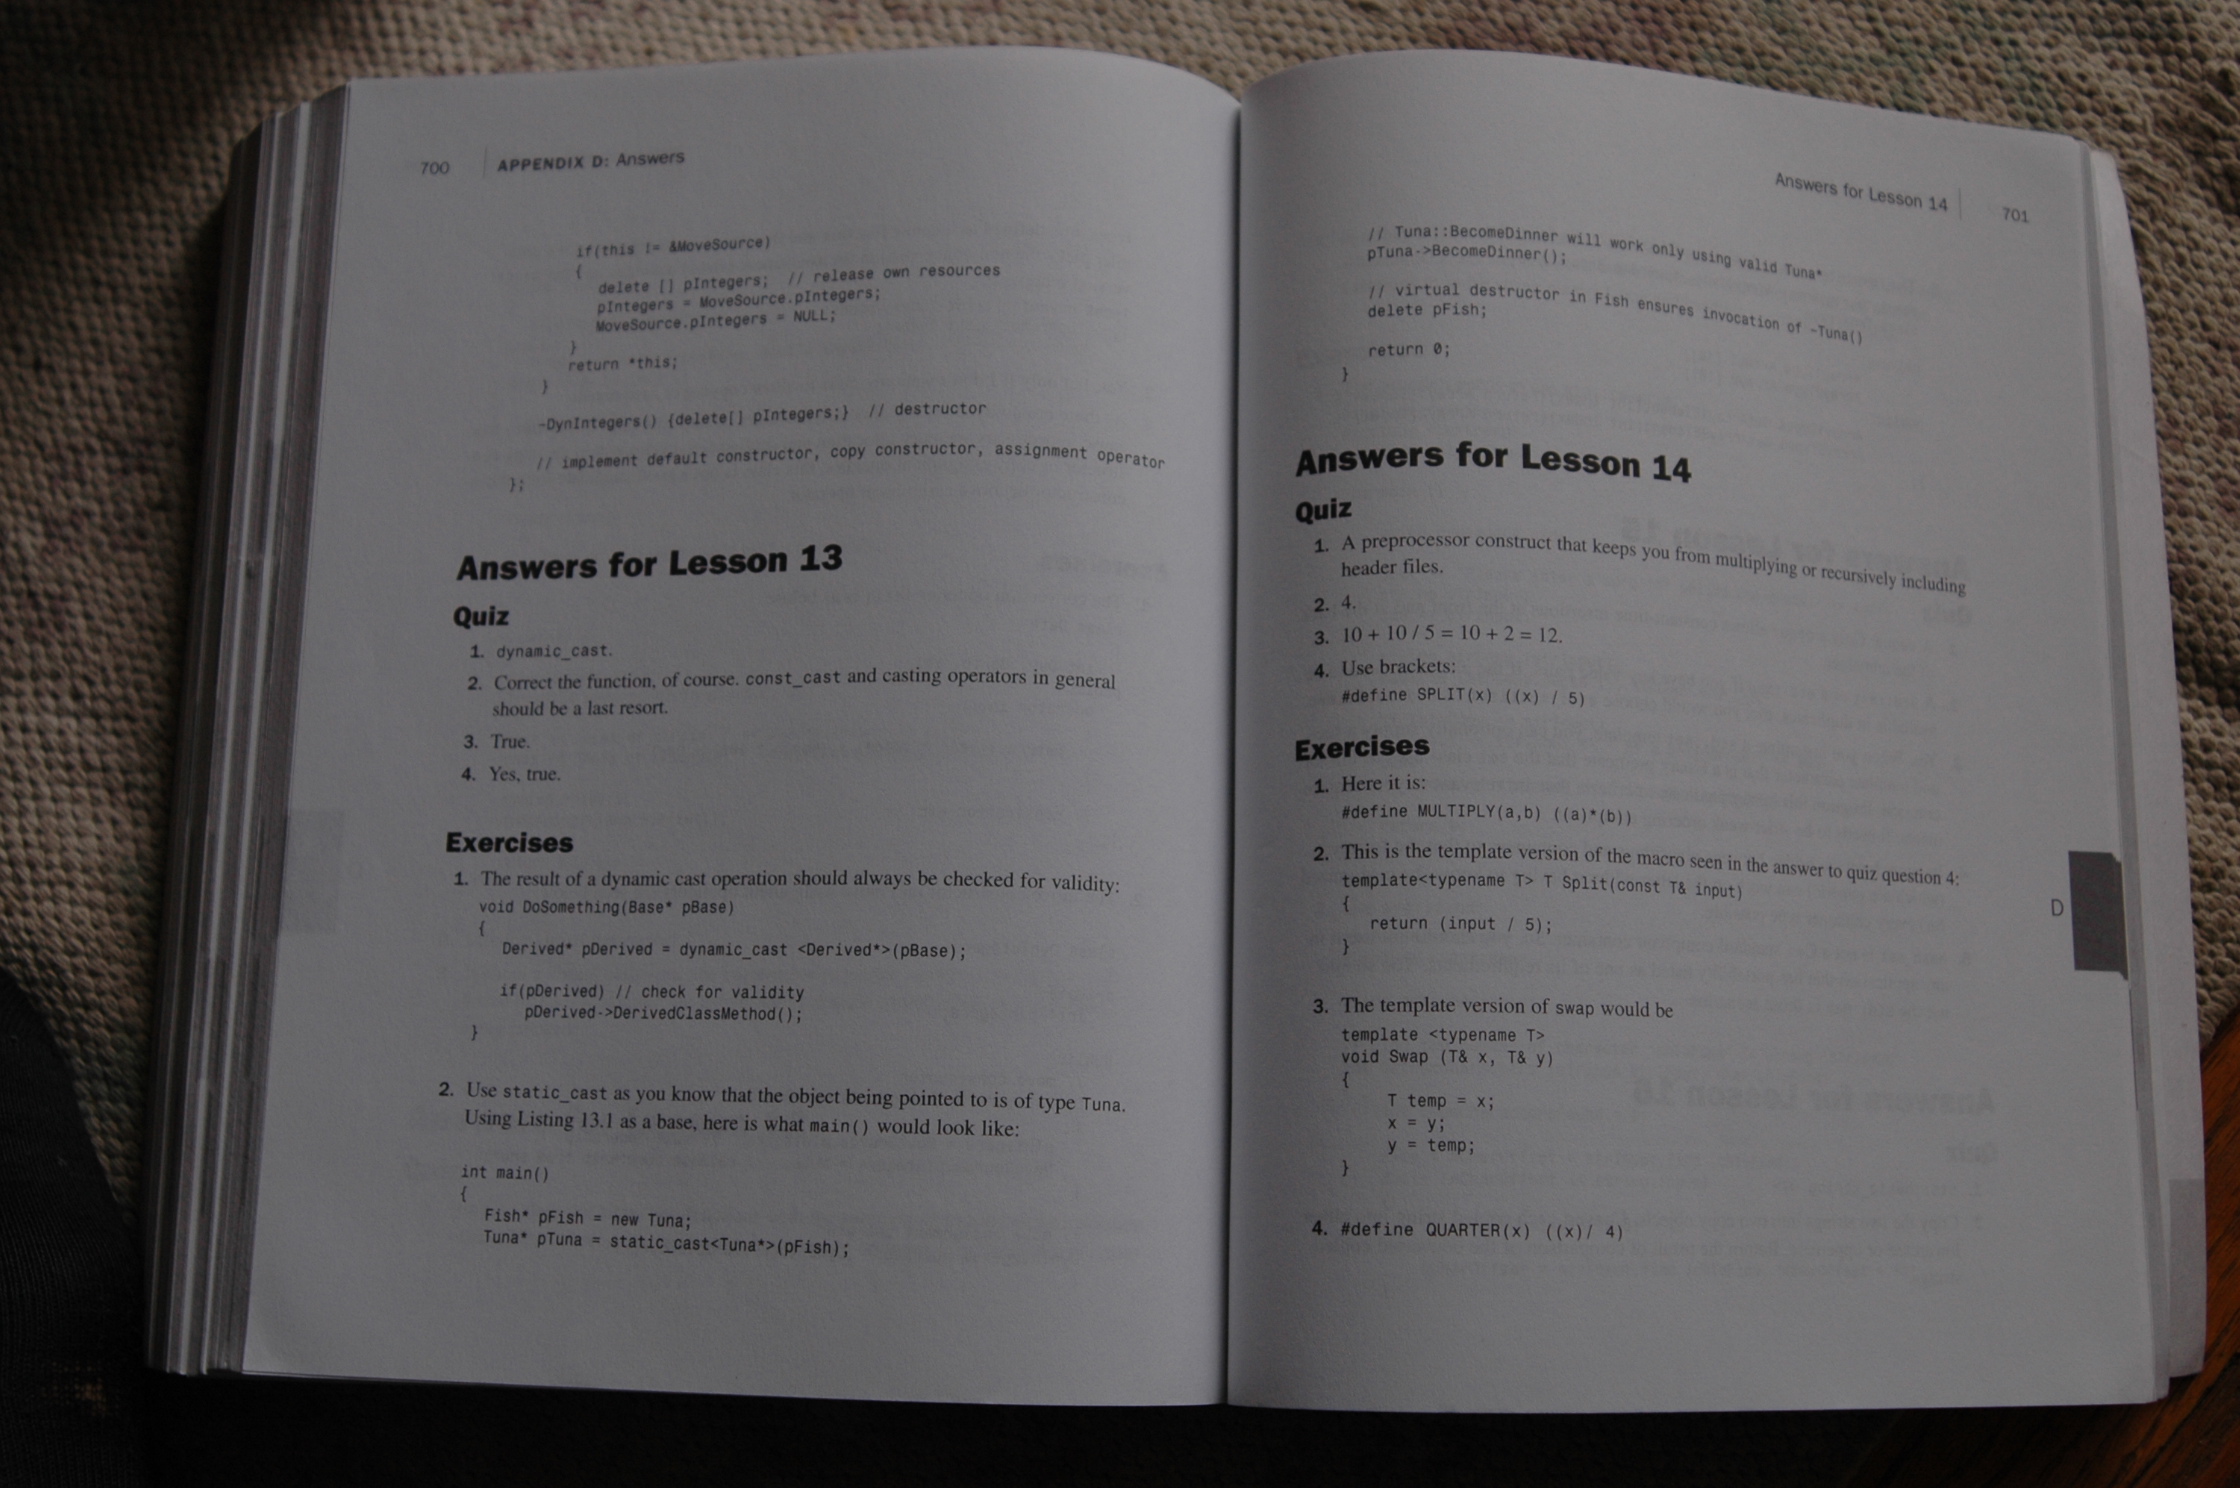 700 | APPENDIX D: Answers
if(this != &MoveSource)
{
delete [] pIntegers; // release own resources
pIntegers = MoveSource.pIntegers;
MoveSource.pIntegers = NULL;
}
return *this;
}
~DynIntegers() {delete[] pIntegers;} // destructor
// implement default constructor, copy constructor, assignment operator
};
Answers for Lesson 13
Quiz
1. dynamic_cast.
2. Correct the function, of course. const_cast and casting operators in general
should be a last resort.
3. True.
4. Yes, true.
Exercises
1. The result of a dynamic cast operation should always be checked for validity:
void DoSomething(Base* pBase)
{
Derived* pDerived = dynamic_cast <Derived*>(pBase);
if(pDerived) // check for validity
pDerived->DerivedClassMethod();
}
2. Use static_cast as you know that the object being pointed to is of type Tuna.
Using Listing 13.1 as a base, here is what main() would look like:
int main()
{
Fish* pFish = new Tuna;
Tuna* pTuna = static_cast<Tuna*>(pFish);
Answers for Lesson 14 | 701
// Tuna::BecomeDinner will work only using valid Tuna*
pTuna->BecomeDinner();
// virtual destructor in Fish ensures invocation of ~Tuna()
delete pFish;
return 0;
}
Answers for Lesson 14
Quiz
1. A preprocessor construct that keeps you from multiplying or recursively including
header files.
2. 4.
3. 10 + 10 / 5 = 10 + 2 = 12.
4. Use brackets:
#define SPLIT(x) ((x) / 5)
Exercises
1. Here it is:
#define MULTIPLY(a,b) ((a)*(b))
2. This is the template version of the macro seen in the answer to quiz question 4:
template<typename T> T Split(const T& input)
{
return (input / 5);
}
3. The template version of swap would be
template <typename T>
void Swap (T& x, T& y)
{
T temp = x;
x = y;
y = temp;
}
4. #define QUARTER(x) ((x)/ 4)
D